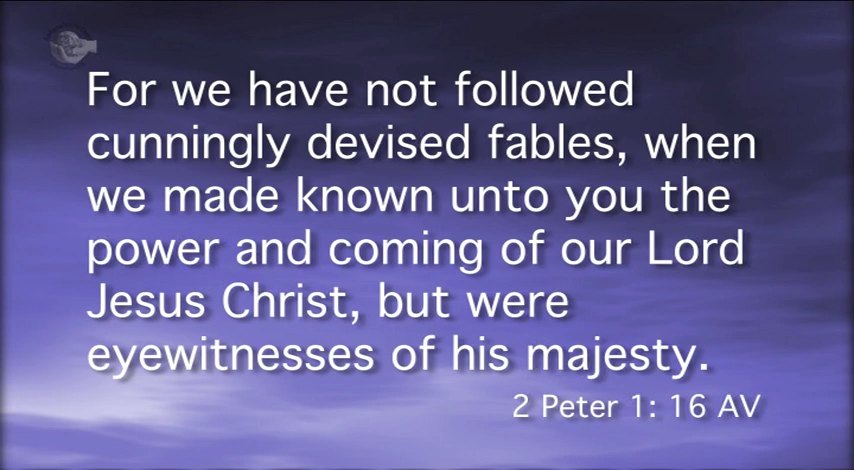 For we have not followed
cunningly devised fables, when
we made known unto you the
power and coming of our Lord
Jesus Christ, but were
eyewitnesses of his majesty.
2 Peter 1: 16 AV